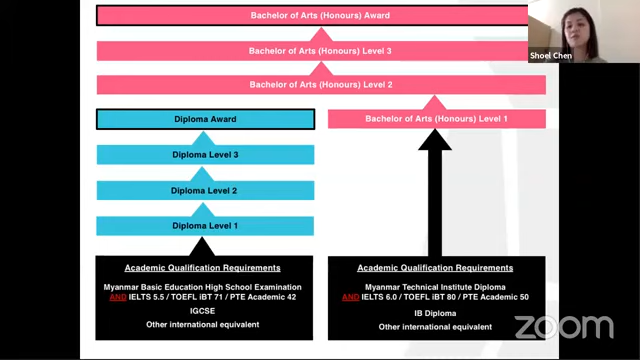 Bachelor of Arts (Honours) Award
Bachelor of Arts (Honours) Level 3
Bachelor of Arts (Honours) Level 2
Diploma Award
Bachelor of Arts (Honours) Level 1
Diploma Level 3
Diploma Level 2
Diploma Level 1
Academic Qualification Requirements
Myanmar Basic Education High School Examination
AND IELTS 5.5 / TOEFL iBT 71 / PTE Academic 42
IGCSE
Other international equivalent
Academic Qualification Requirements
Myanmar Technical Institute Diploma
AND IELTS 6.0 / TOEFL iBT 80 / PTE Academic 50
IB Diploma
Other international equivalent
Shoel Chen
zoom